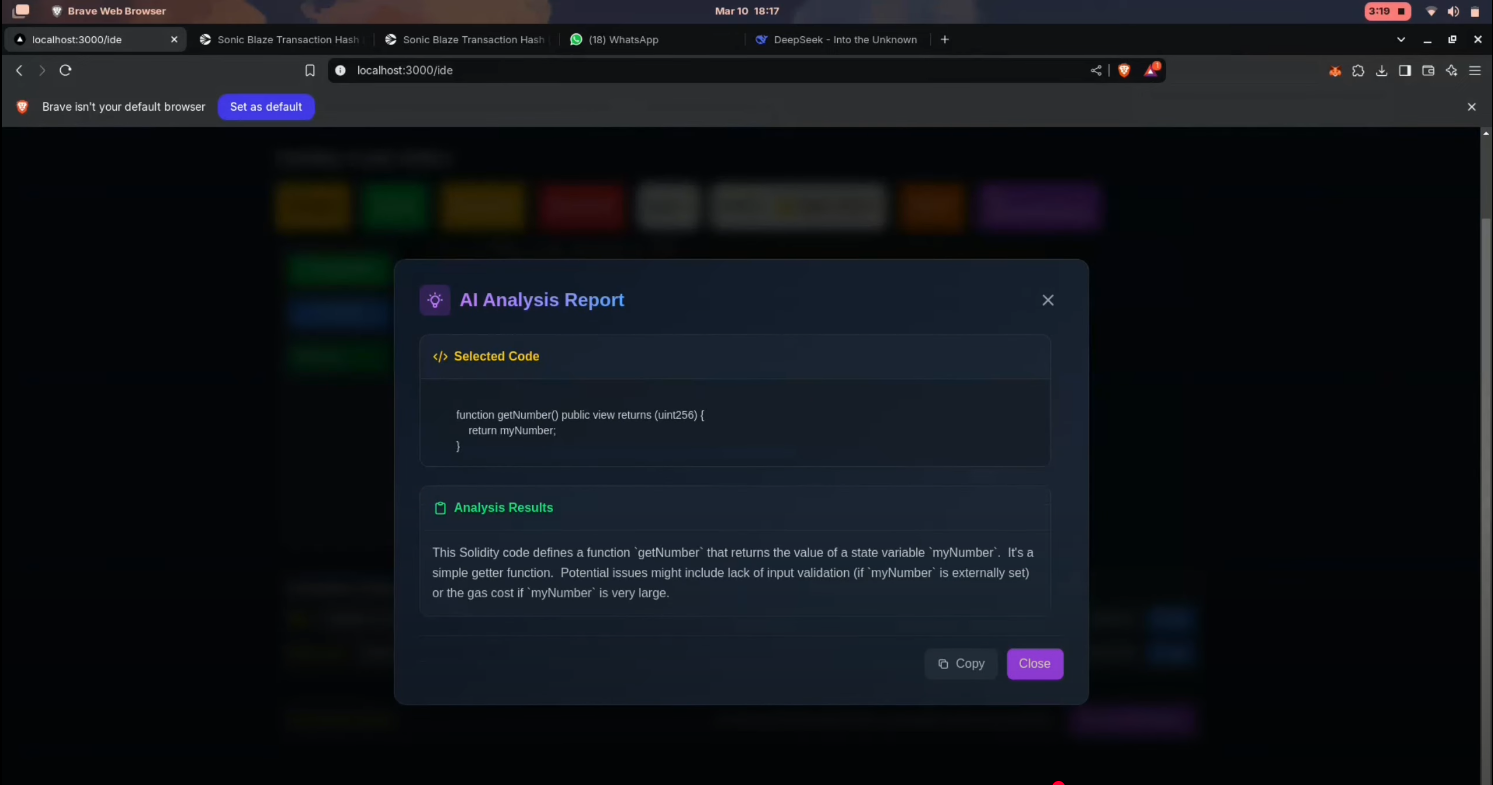 Brave Web Browser
Mar 10 18:17
3:19
localhost:3000/ide
Sonic Blaze Transaction Hash
Sonic Blaze Transaction Hash
(18) WhatsApp
DeepSeek - Into the Unknown
localhost:3000/ide
1
Brave isn't your default browser
Set as default
AI Analysis Report
</> Selected Code
function getNumber() public view returns (uint256) {
return myNumber;
}
Analysis Results
This Solidity code defines a function `getNumber` that returns the value of a state variable `myNumber`. It's a
simple getter function. Potential issues might include lack of input validation (if `myNumber` is externally set)
or the gas cost if `myNumber` is very large.
Copy
Close